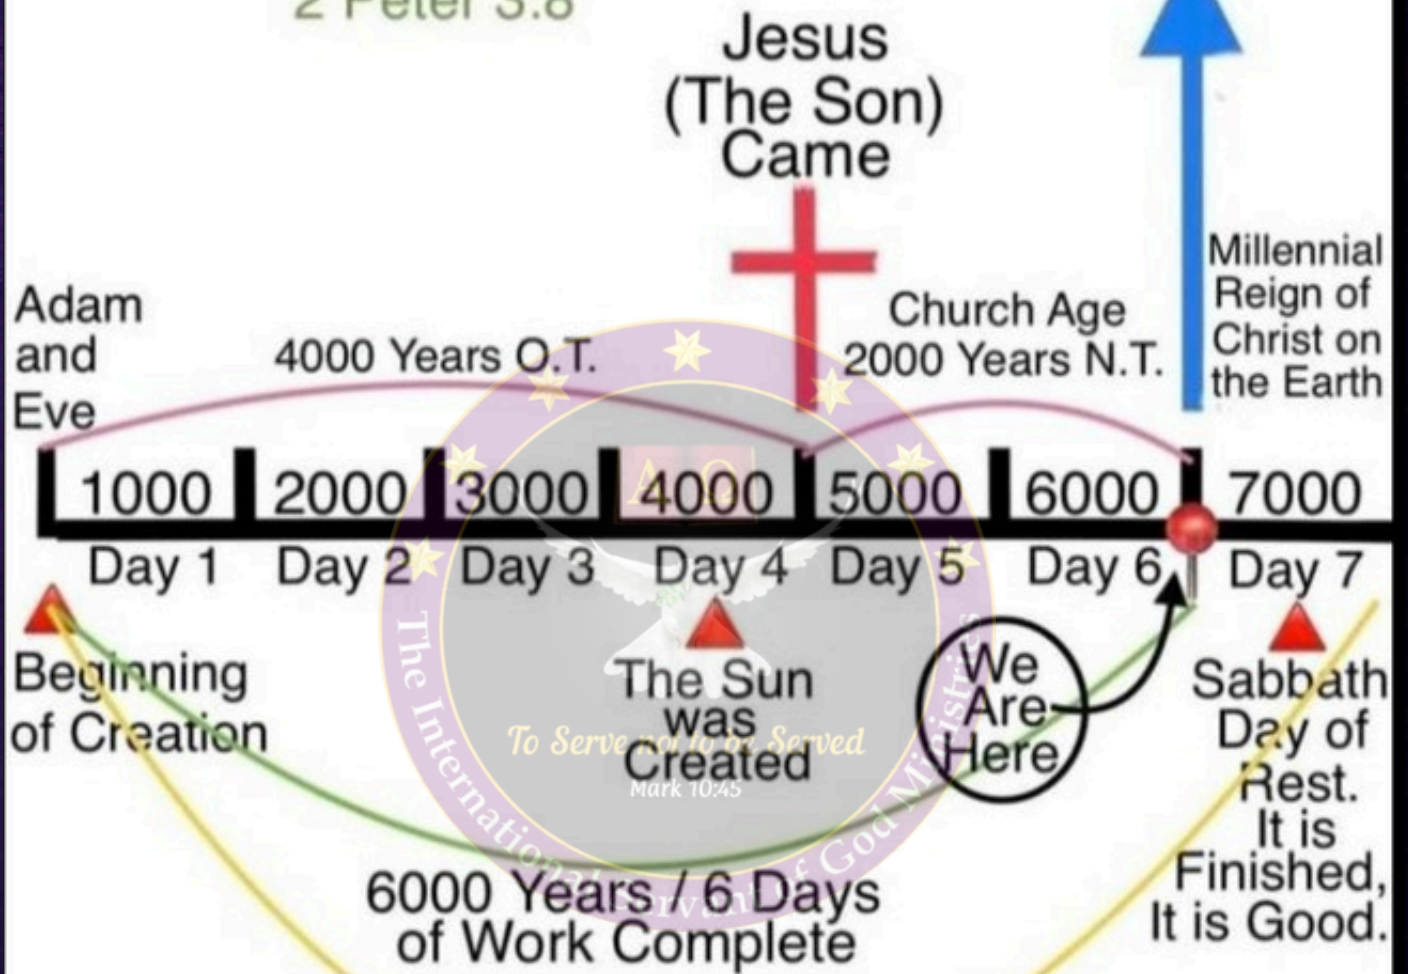 2 Peter 3:8
Jesus
(The Son)
Came
Adam
and
Eve
4000 Years O.T.
Church Age
2000 Years N.T.
Millennial
Reign of
Christ on
the Earth
1000 2000 3000 4000 5000 6000 7000
Day 1 Day 2 Day 3 Day 4 Day 5 Day 6 Day 7
Beginning
of Creation
The Sun
was
Created
We
Are
Here
Sabbath
Day of
Rest.
It is
Finished,
It is Good.
6000 Years / 6 Days
of Work Complete
Α Ω
To Serve not to be Served
Mark 10:45
The International Servant of God Ministries